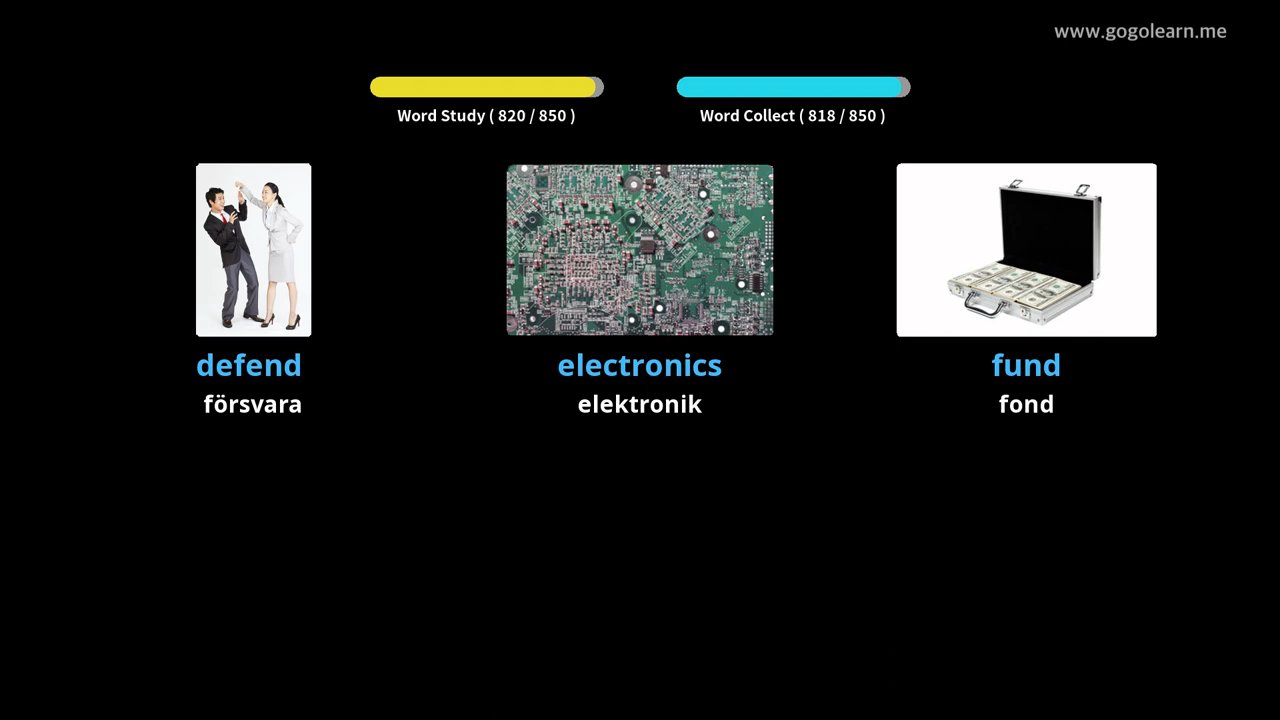 www.gogolearn.me
Word Study ( 820 / 850 )
Word Collect ( 818 / 850 )
defend
försvara
electronics
elektronik
fund
fond